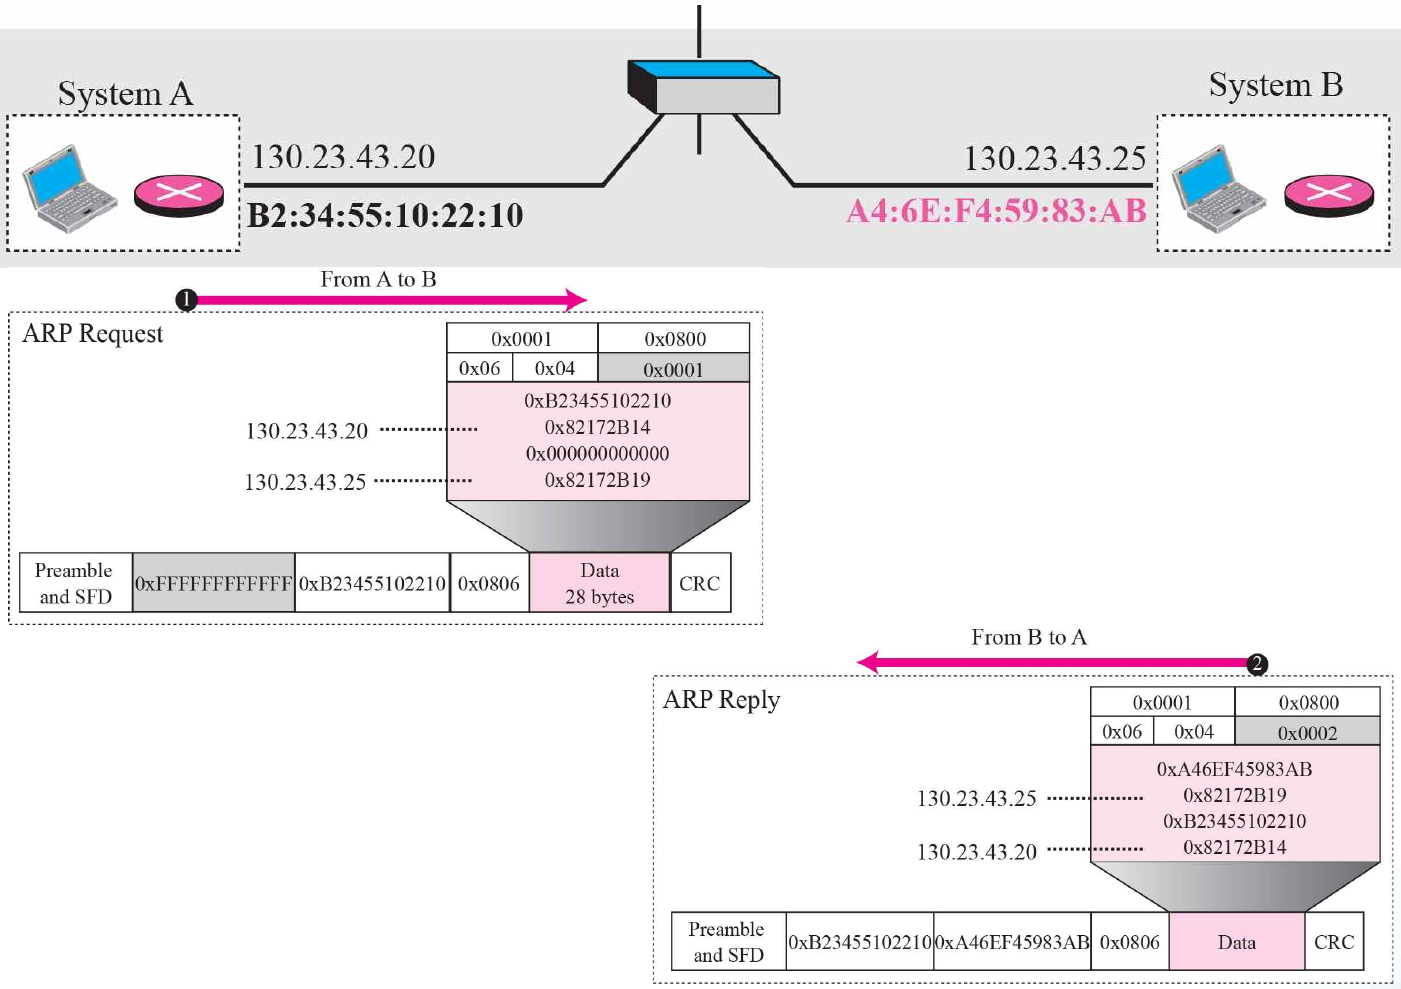 System A
System B
130.23.43.20
130.23.43.25
B2:34:55:10:22:10
A4:6E:F4:59:83:AB
From A to B
1
ARP Request
0x0001
0x0800
0x06
0x04
0x0001
0xB23455102210
130.23.43.20
0x82172B14
0x000000000000
130.23.43.25
0x82172B19
Preamble
and SFD
0xFFFFFFFFFFFF
0xB23455102210
0x0806
Data
28 bytes
CRC
From B to A
2
ARP Reply
0x0001
0x0800
0x06
0x04
0x0002
0xA46EF45983AB
130.23.43.25
0x82172B19
0xB23455102210
130.23.43.20
0x82172B14
Preamble
and SFD
0xB23455102210
0xA46EF45983AB
0x0806
Data
CRC